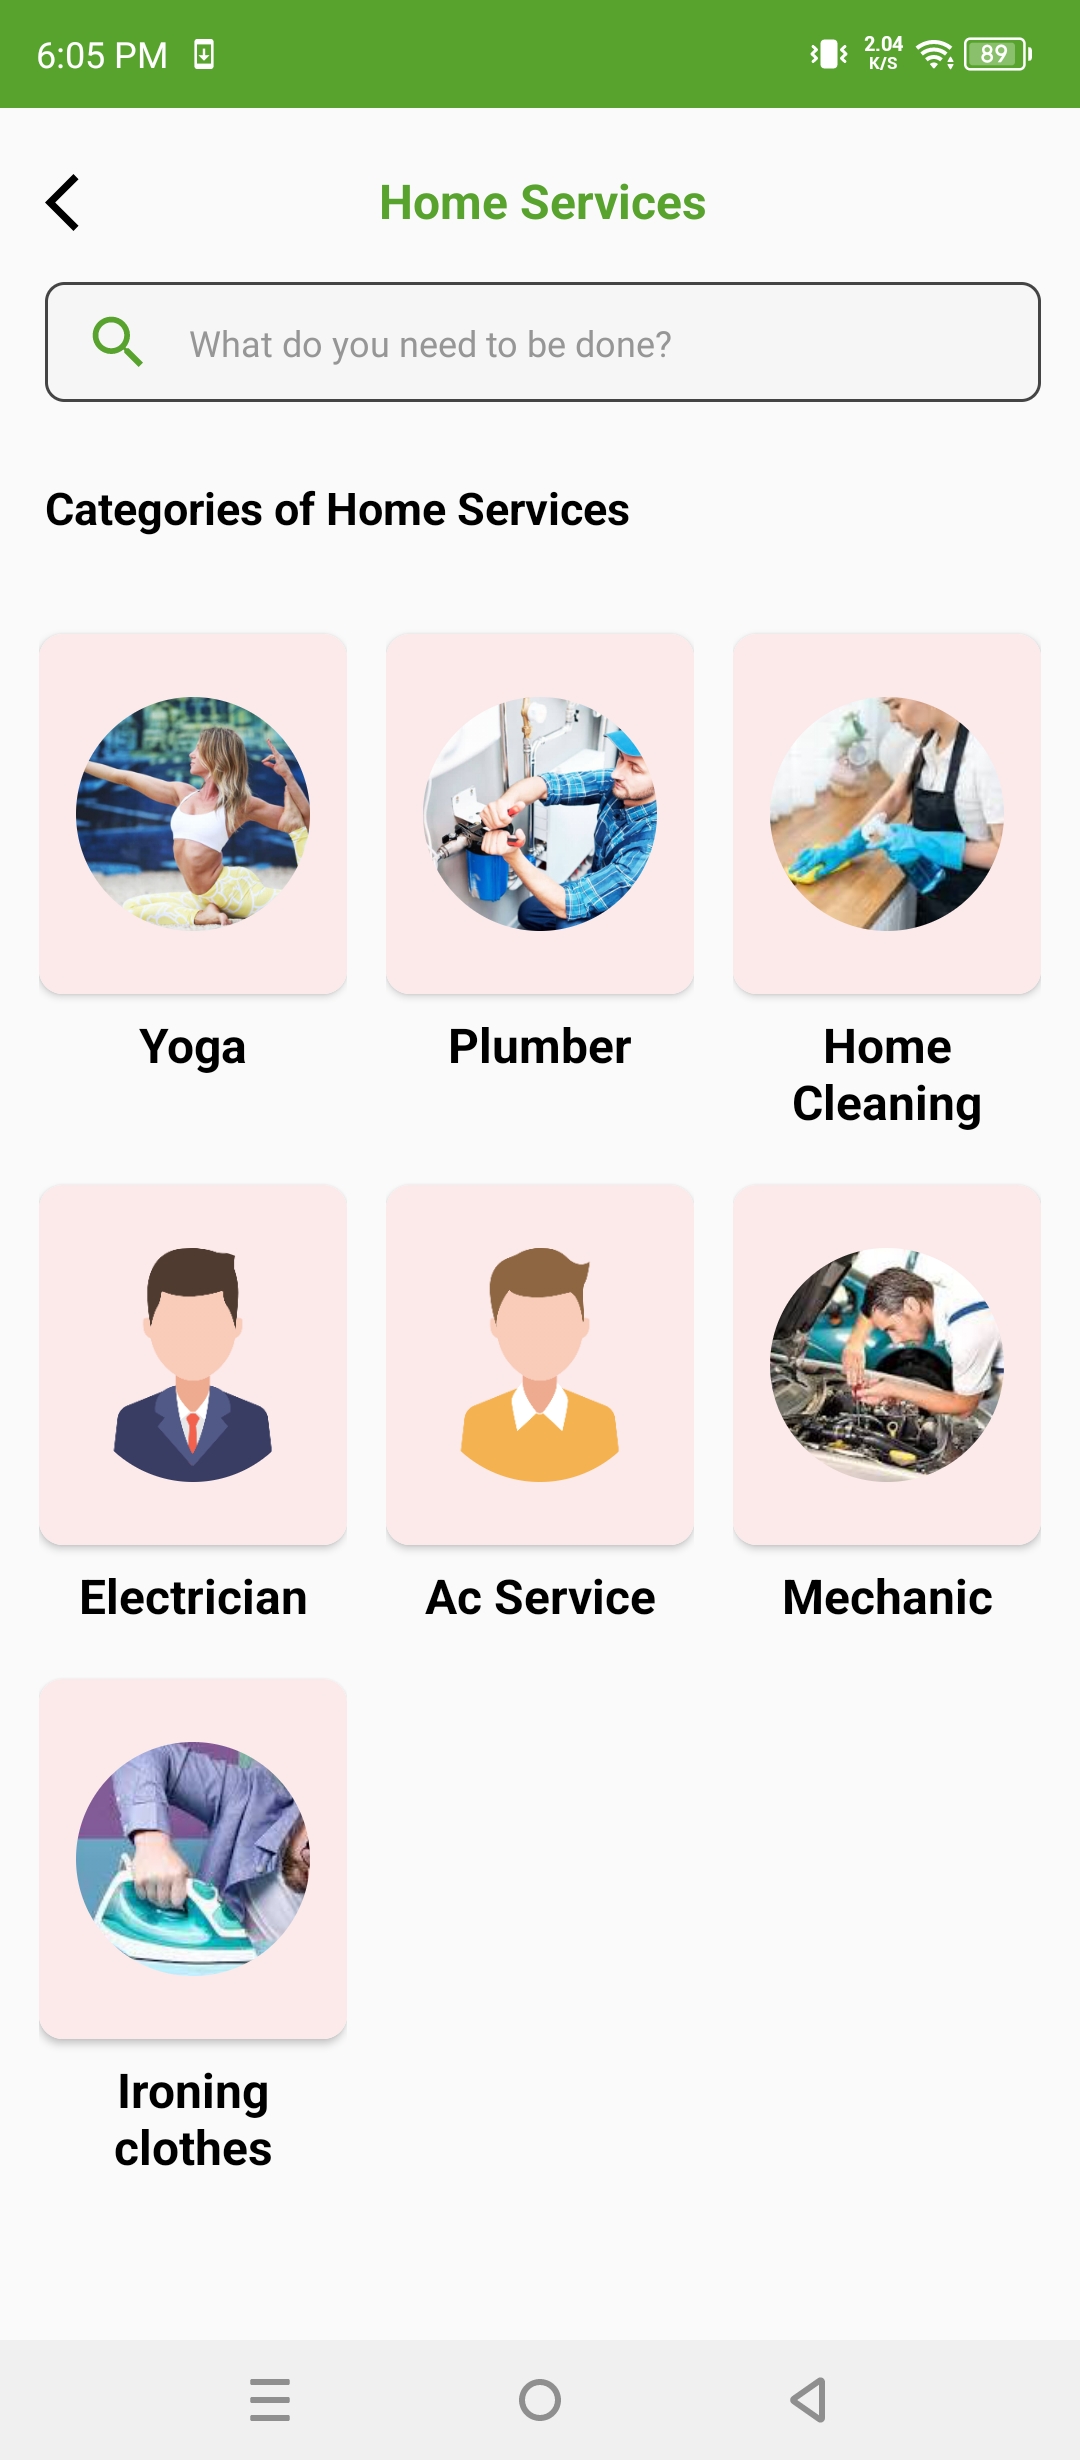 6:05 PM
2.04
K/S
89
Home Services
What do you need to be done?
Categories of Home Services
Yoga
Plumber
Home
Cleaning
Electrician
Ac Service
Mechanic
Ironing
clothes